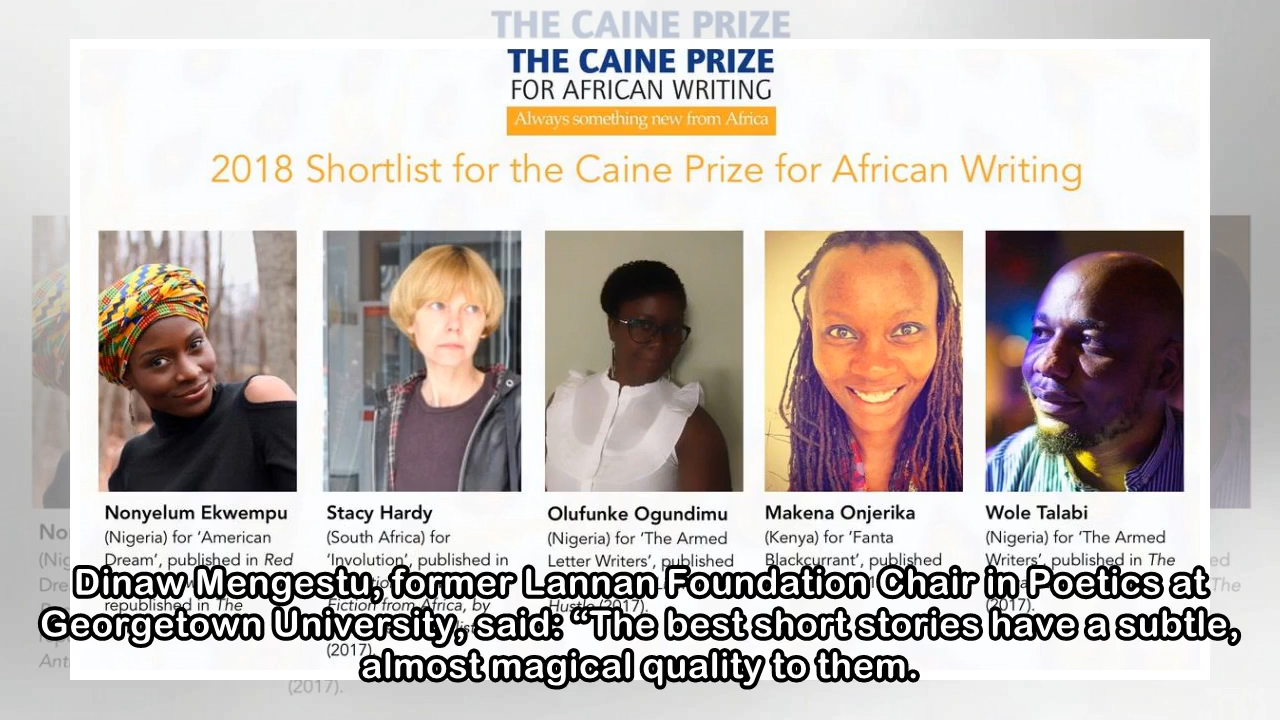 THE CAINE PRIZE
THE CAINE PRIZE
FOR AFRICAN WRITING
Always something new from Africa
2018 Shortlist for the Caine Prize for African Writing
Nonyelum Ekwempu
(Nigeria) for ‘American
Dream’, published in Red
republished in The
Stacy Hardy
(South Africa) for
‘Involution’, published in
Fiction from Africa, by
(2017).
Olufunke Ogundimu
(Nigeria) for ‘The Armed
Letter Writers’, published
Hustle (2017).
Makena Onjerika
(Kenya) for ‘Fanta
Blackcurrant’, published
Wole Talabi
(Nigeria) for ‘The Armed
Writers’, published in The
(2017).
Dinaw Mengestu, former Lannan Foundation Chair in Poetics at
Georgetown University, said: “The best short stories have a subtle,
almost magical quality to them.
(2017).